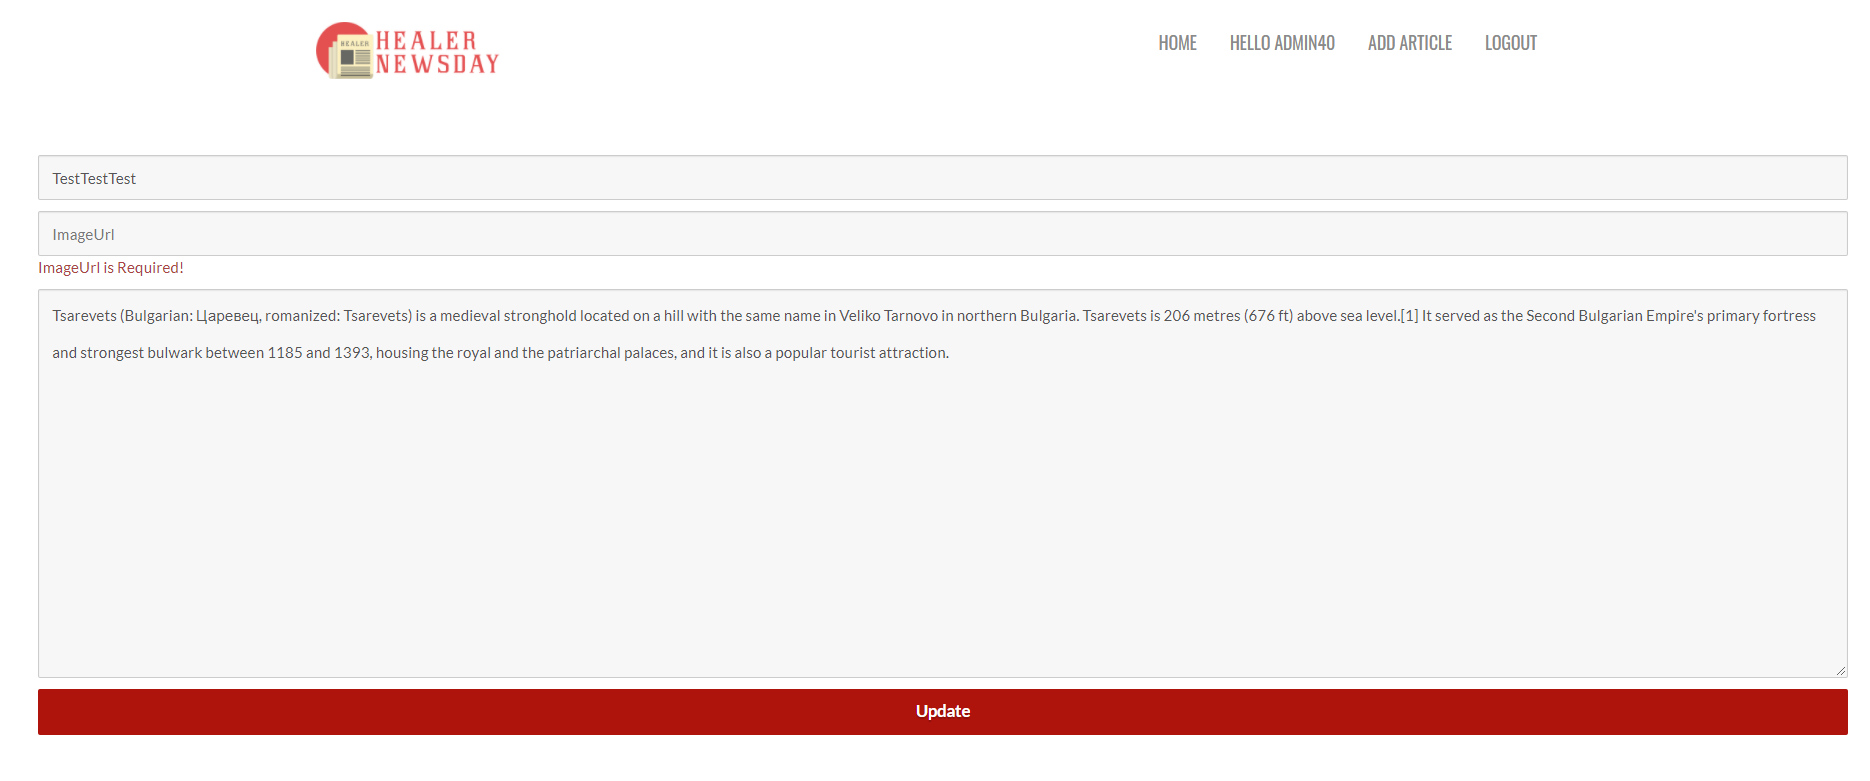 HEALER
HEALER
NEWSDAY
HOME HELLO ADMIN40 ADD ARTICLE LOGOUT
TestTestTest
ImageUrl
ImageUrl is Required!
Tsarevets (Bulgarian: Царевец, romanized: Tsarevets) is a medieval stronghold located on a hill with the same name in Veliko Tarnovo in northern Bulgaria. Tsarevets is 206 metres (676 ft) above sea level.[1] It served as the Second Bulgarian Empire's primary fortress
and strongest bulwark between 1185 and 1393, housing the royal and the patriarchal palaces, and it is also a popular tourist attraction.
Update